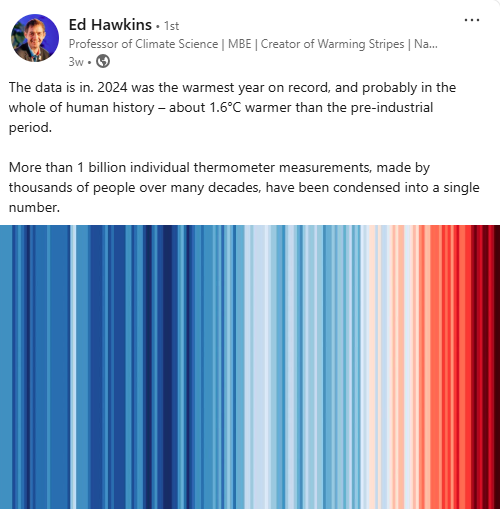 Ed Hawkins • 1st
Professor of Climate Science | MBE | Creator of Warming Stripes | Na...
3w •
The data is in. 2024 was the warmest year on record, and probably in the
whole of human history – about 1.6°C warmer than the pre-industrial
period.
More than 1 billion individual thermometer measurements, made by
thousands of people over many decades, have been condensed into a single
number.